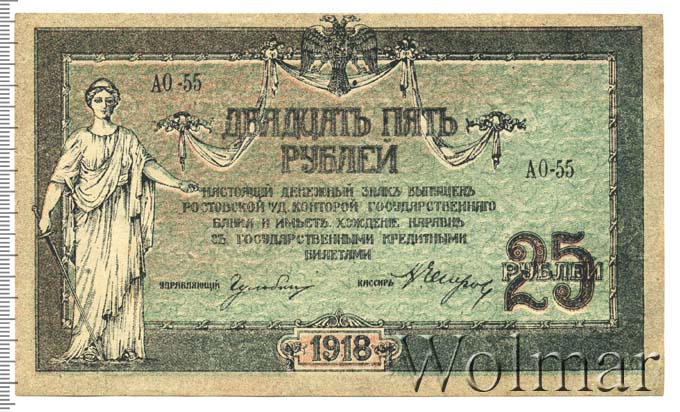 АО-55
ДВАДЦАТЬ ПЯТЬ
РУБЛЕЙ
АО-55
НАСТОЯЩІЙ ДЕНЕЖНЫЙ ЗНАКЪ ВЫПУЩЕНЪ
РОСТОВСКОЙ н/Д. КОНТОРОЙ ГОСУДАРСТВЕННАГО
БАНКА И ИМѢЕТЪ ХОЖДЕНІЕ НАРАВНѢ
СЪ ГОСУДАРСТВЕННЫМИ КРЕДИТНЫМИ
БИЛЕТАМИ
25
РУБЛЕЙ
УПРАВЛЯЮЩІЙ
КАССИРЪ
1918
Wolmar